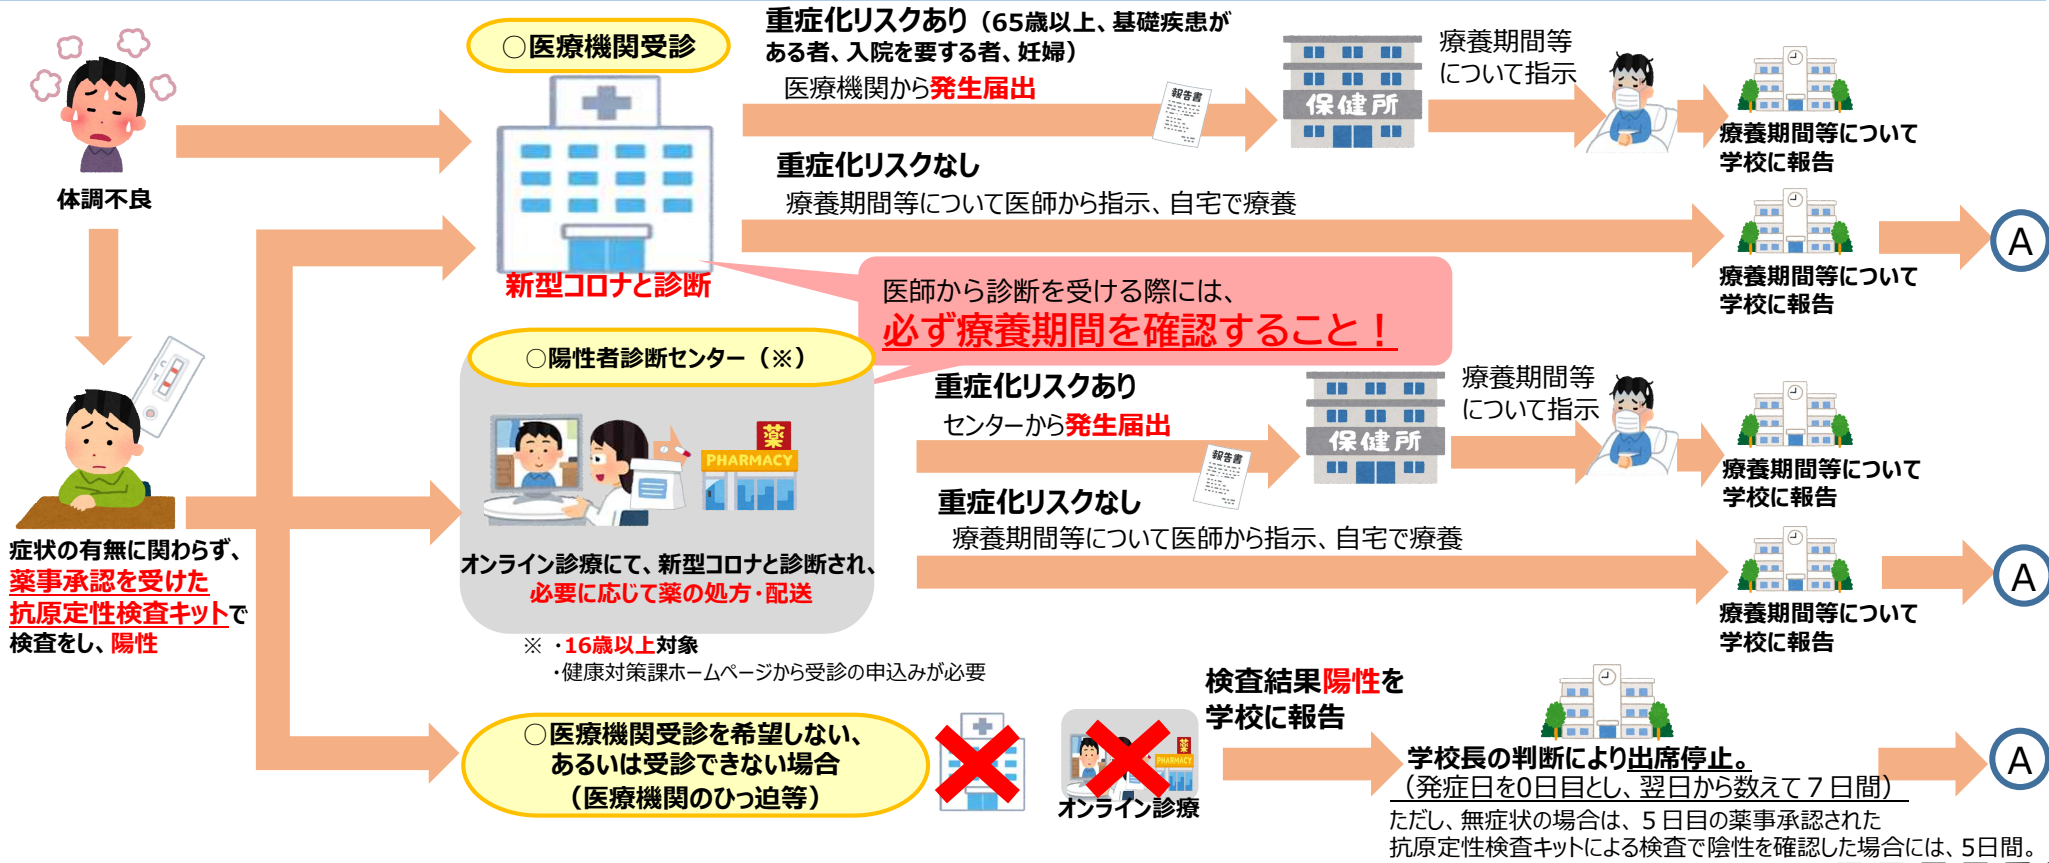 体調不良
症状の有無に関わらず、
薬事承認を受けた
抗原定性検査キットで
検査をし、陽性
○医療機関受診
新型コロナと診断
重症化リスクあり（65歳以上、基礎疾患が
ある者、入院を要する者、妊婦）
医療機関から発生届出
報告書
保健所
療養期間等
について指示
療養期間等について
学校に報告
重症化リスクなし
療養期間等について医師から指示、自宅で療養
療養期間等について
学校に報告
A
医師から診断を受ける際には、
必ず療養期間を確認すること！
○陽性者診断センター（※）
薬
PHARMACY
オンライン診療にて、新型コロナと診断され、
必要に応じて薬の処方・配送
※ ・16歳以上対象
・健康対策課ホームページから受診の申込みが必要
重症化リスクあり
センターから発生届出
報告書
保健所
療養期間等
について指示
療養期間等について
学校に報告
重症化リスクなし
療養期間等について医師から指示、自宅で療養
療養期間等について
学校に報告
A
○医療機関受診を希望しない、
あるいは受診できない場合
（医療機関のひっ迫等）
薬
PHARMACY
オンライン診療
検査結果陽性を
学校に報告
学校長の判断により出席停止。
（発症日を0日目とし、翌日から数えて７日間）
ただし、無症状の場合は、５日目の薬事承認された
抗原定性検査キットによる検査で陰性を確認した場合には、5日間。
A